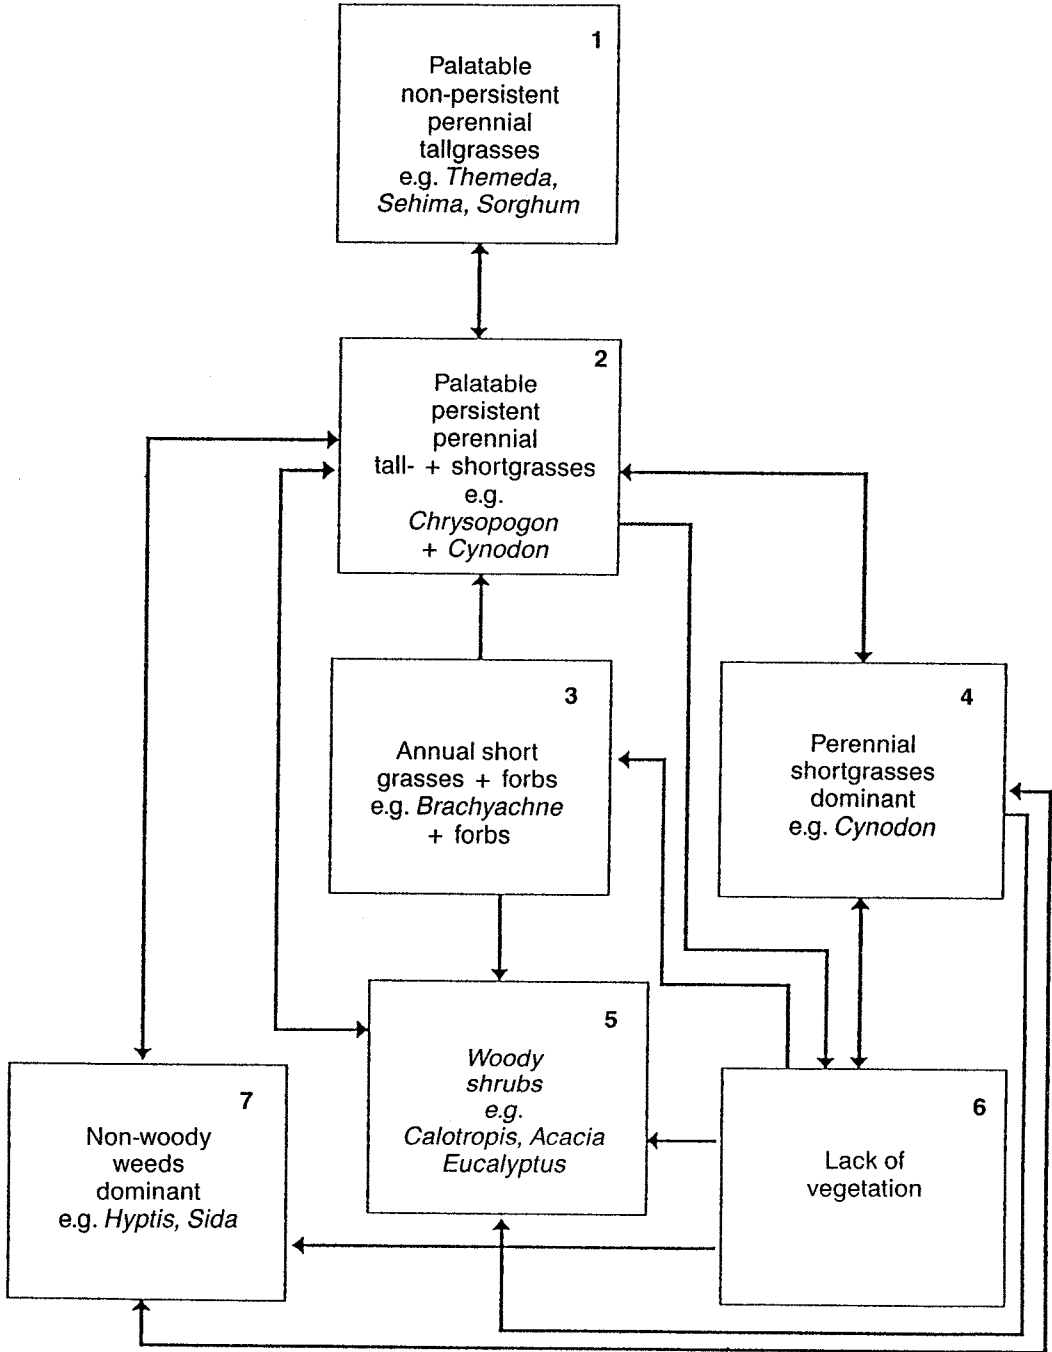 1
Palatable
non-persistent
perennial
tallgrasses
e.g. Themeda,
Sehima, Sorghum
2
Palatable
persistent
perennial
tall- + shortgrasses
e.g.
Chrysopogon
+ Cynodon
3
Annual short
grasses + forbs
e.g. Brachyachne
+ forbs
4
Perennial
shortgrasses
dominant
e.g. Cynodon
5
Woody
shrubs
e.g.
Calotropis, Acacia
Eucalyptus
6
Lack of
vegetation
7
Non-woody
weeds
dominant
e.g. Hyptis, Sida